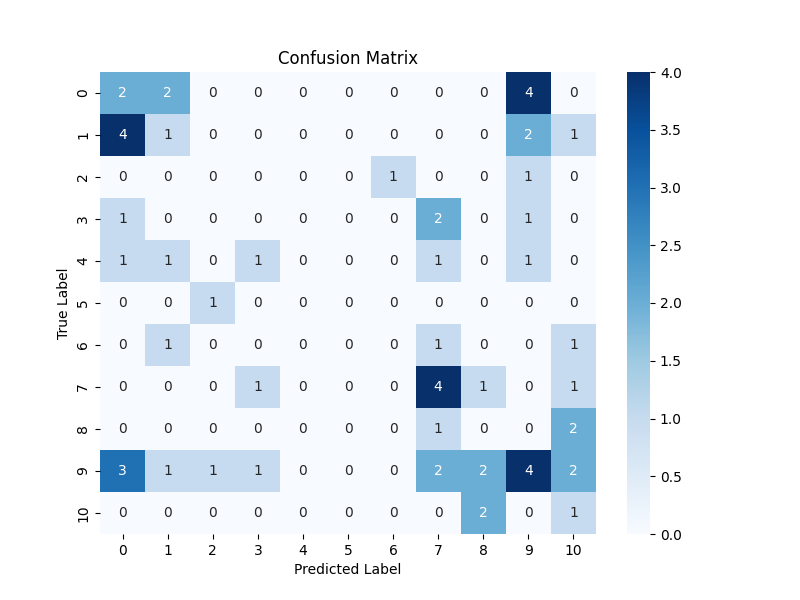 Confusion Matrix
0 2 2 0 0 0 0 0 0 0 4 0
1 4 1 0 0 0 0 0 0 0 2 1
2 0 0 0 0 0 0 1 0 0 1 0
3 1 0 0 0 0 0 0 2 0 1 0
4 1 1 0 1 0 0 0 1 0 1 0
5 0 0 1 0 0 0 0 0 0 0 0
6 0 1 0 0 0 0 0 1 0 0 1
7 0 0 0 1 0 0 0 4 1 0 1
8 0 0 0 0 0 0 0 1 0 0 2
9 3 1 1 1 0 0 0 2 2 4 2
10 0 0 0 0 0 0 0 0 2 0 1
0 1 2 3 4 5 6 7 8 9 10
Predicted Label
True Label
4.0
3.5
3.0
2.5
2.0
1.5
1.0
0.5
0.0